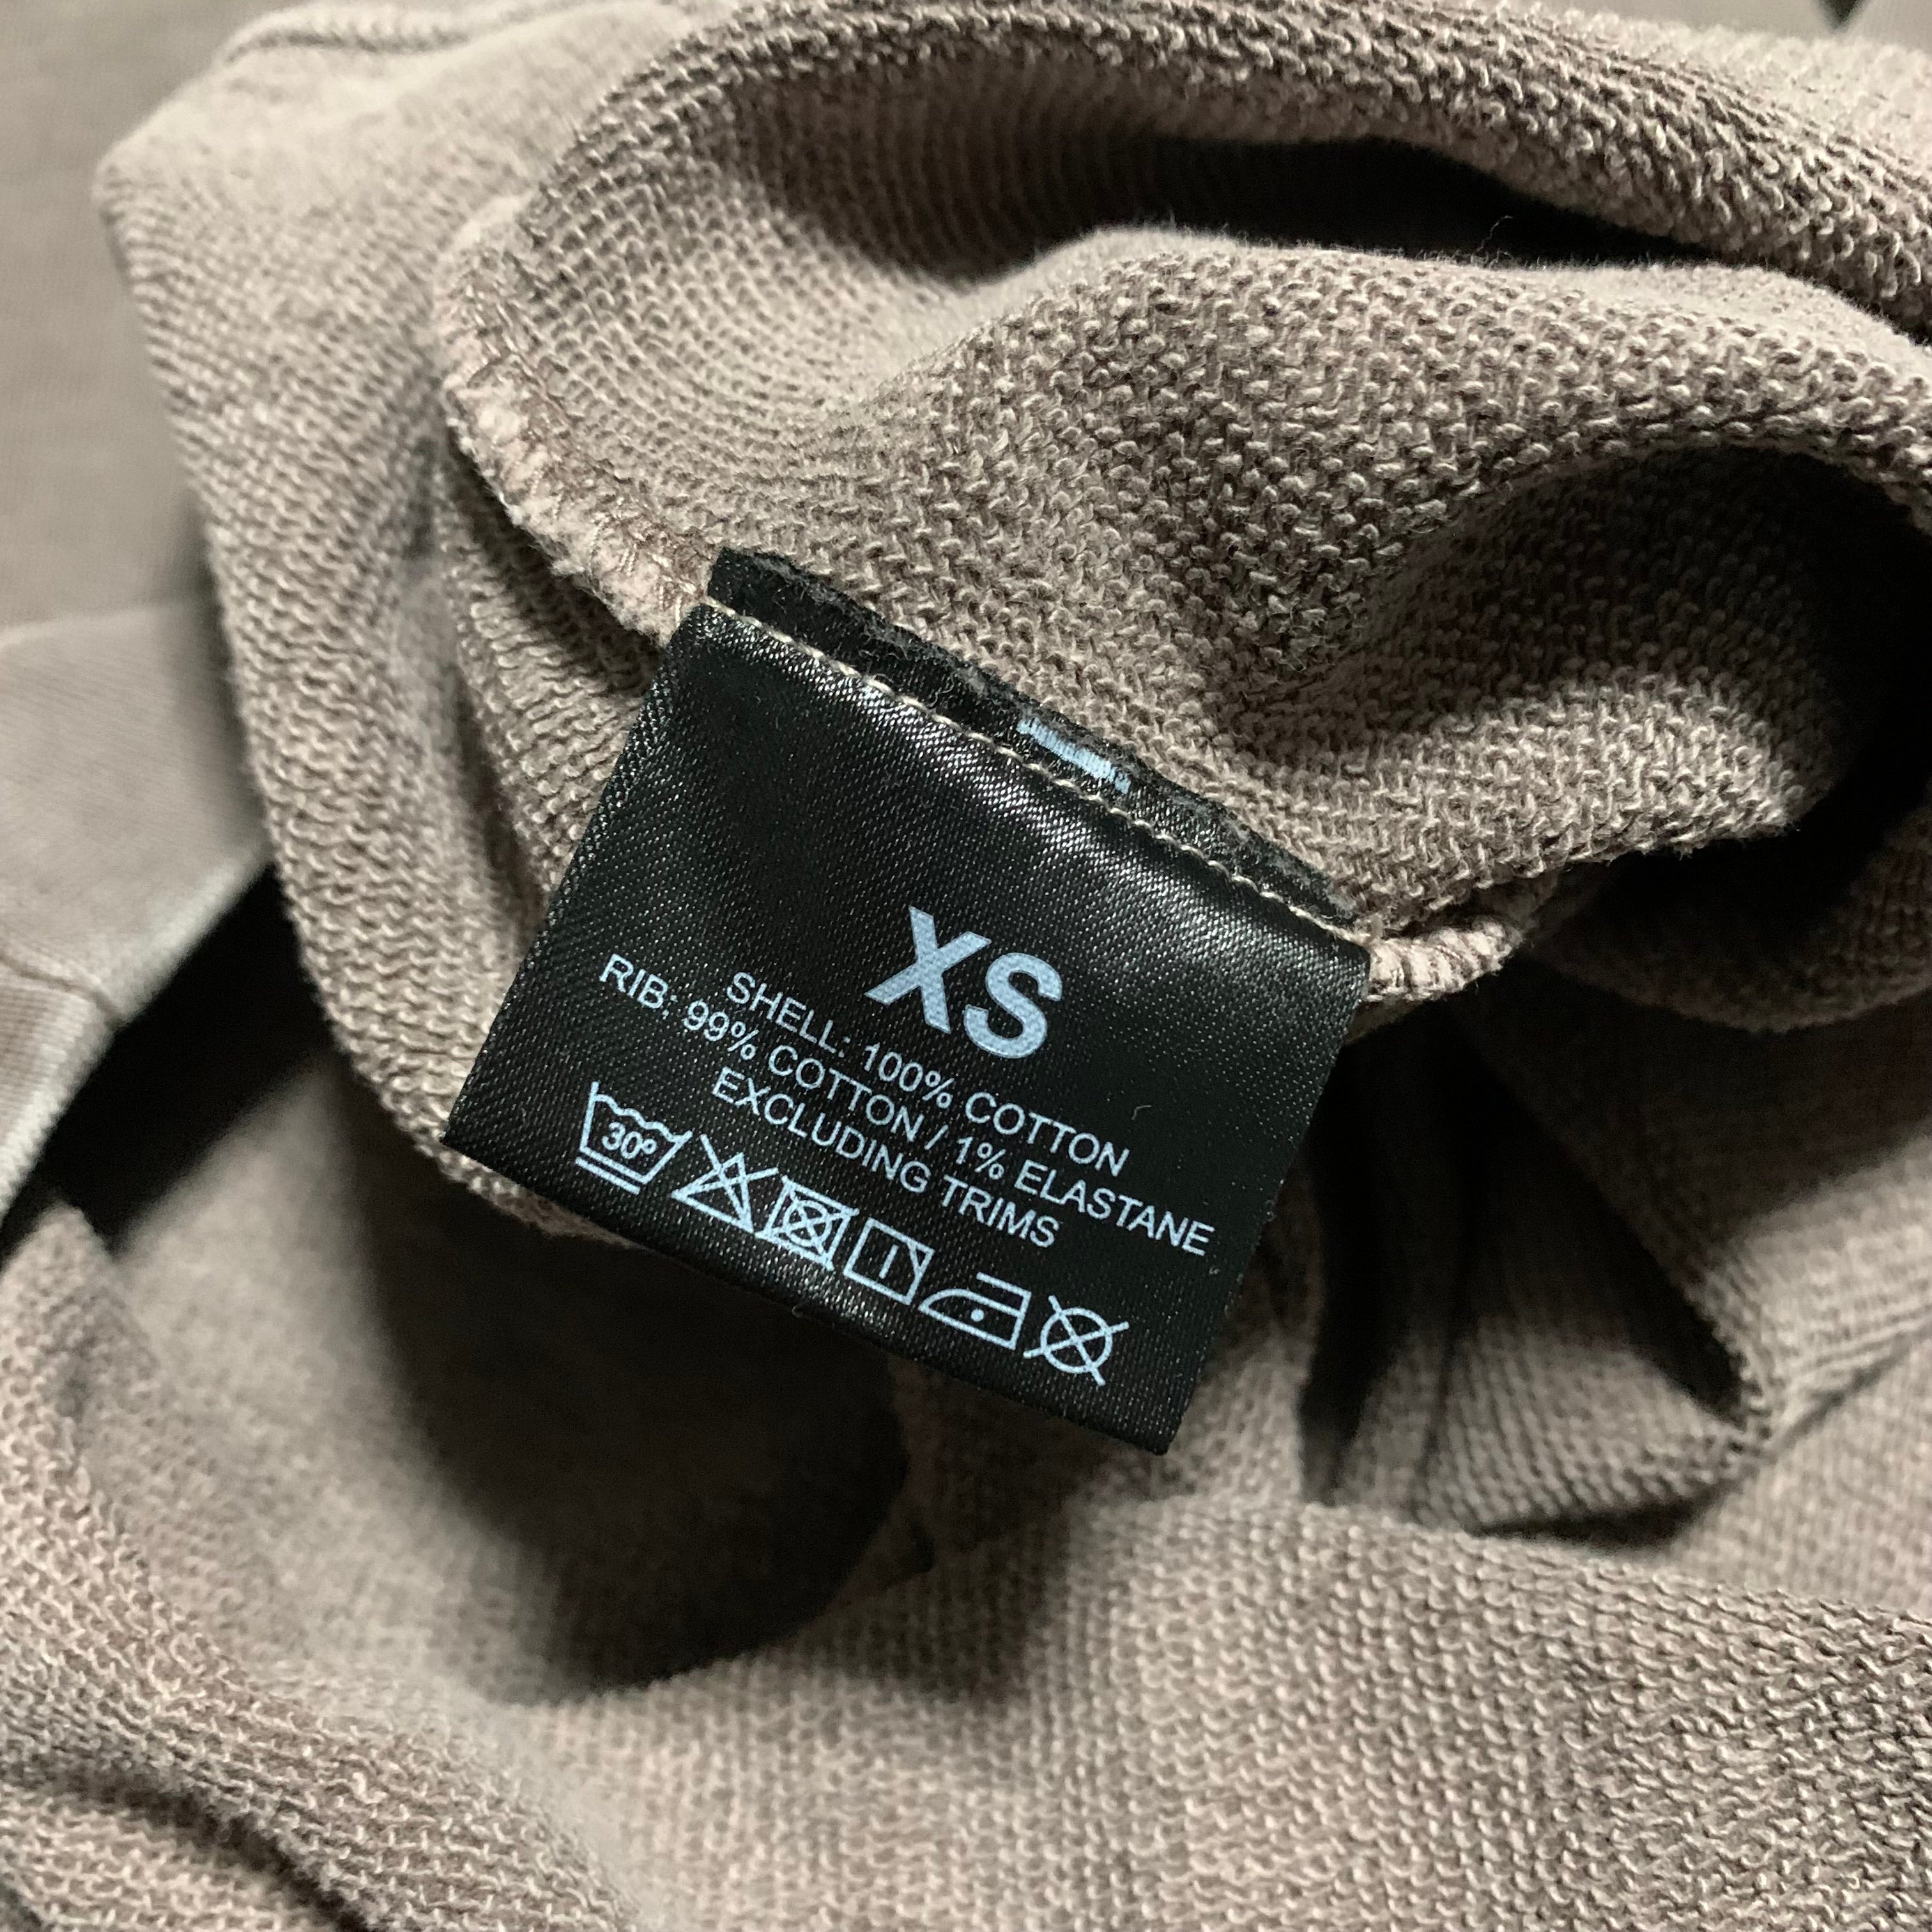 XS
SHELL: 100% COTTON
RIB: 99% COTTON / 1% ELASTANE
EXCLUDING TRIMS
30°